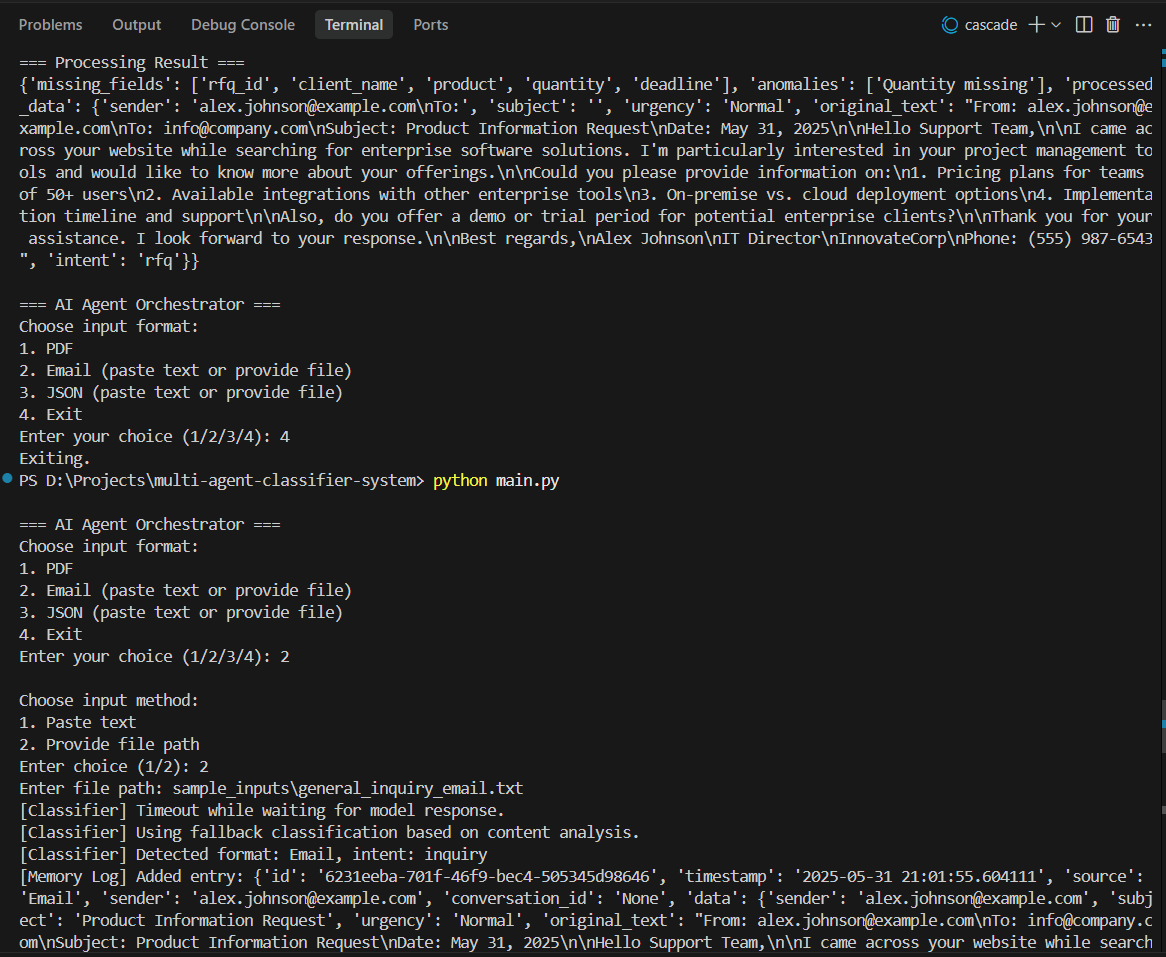 Problems Output Debug Console Terminal Ports cascade
=== Processing Result ===
{'missing_fields': ['rfq_id', 'client_name', 'product', 'quantity', 'deadline'], 'anomalies': ['Quantity missing'], 'processed
_data': {'sender': 'alex.johnson@example.com\nTo:', 'subject': '', 'urgency': 'Normal', 'original_text': "From: alex.johnson@e
xample.com\nTo: info@company.com\nSubject: Product Information Request\nDate: May 31, 2025\n\nHello Support Team,\n\nI came ac
ross your website while searching for enterprise software solutions. I'm particularly interested in your project management to
ols and would like to know more about your offerings.\n\nCould you please provide information on:\n1. Pricing plans for teams
of 50+ users\n2. Available integrations with other enterprise tools\n3. On-premise vs. cloud deployment options\n4. Implementa
tion timeline and support\n\nAlso, do you offer a demo or trial period for potential enterprise clients?\n\nThank you for your
assistance. I look forward to your response.\n\nBest regards,\nAlex Johnson\nIT Director\nInnovateCorp\nPhone: (555) 987-6543
", 'intent': 'rfq'}}
=== AI Agent Orchestrator ===
Choose input format:
1. PDF
2. Email (paste text or provide file)
3. JSON (paste text or provide file)
4. Exit
Enter your choice (1/2/3/4): 4
Exiting.
PS D:\Projects\multi-agent-classifier-system> python main.py
=== AI Agent Orchestrator ===
Choose input format:
1. PDF
2. Email (paste text or provide file)
3. JSON (paste text or provide file)
4. Exit
Enter your choice (1/2/3/4): 2
Choose input method:
1. Paste text
2. Provide file path
Enter choice (1/2): 2
Enter file path: sample_inputs\general_inquiry_email.txt
[Classifier] Timeout while waiting for model response.
[Classifier] Using fallback classification based on content analysis.
[Classifier] Detected format: Email, intent: inquiry
[Memory Log] Added entry: {'id': '6231eeba-701f-46f9-bec4-505345d98646', 'timestamp': '2025-05-31 21:01:55.604111', 'source':
'Email', 'sender': 'alex.johnson@example.com', 'conversation_id': 'None', 'data': {'sender': 'alex.johnson@example.com', 'subj
ect': 'Product Information Request', 'urgency': 'Normal', 'original_text': "From: alex.johnson@example.com\nTo: info@company.c
om\nSubject: Product Information Request\nDate: May 31, 2025\n\nHello Support Team,\n\nI came across your website while search